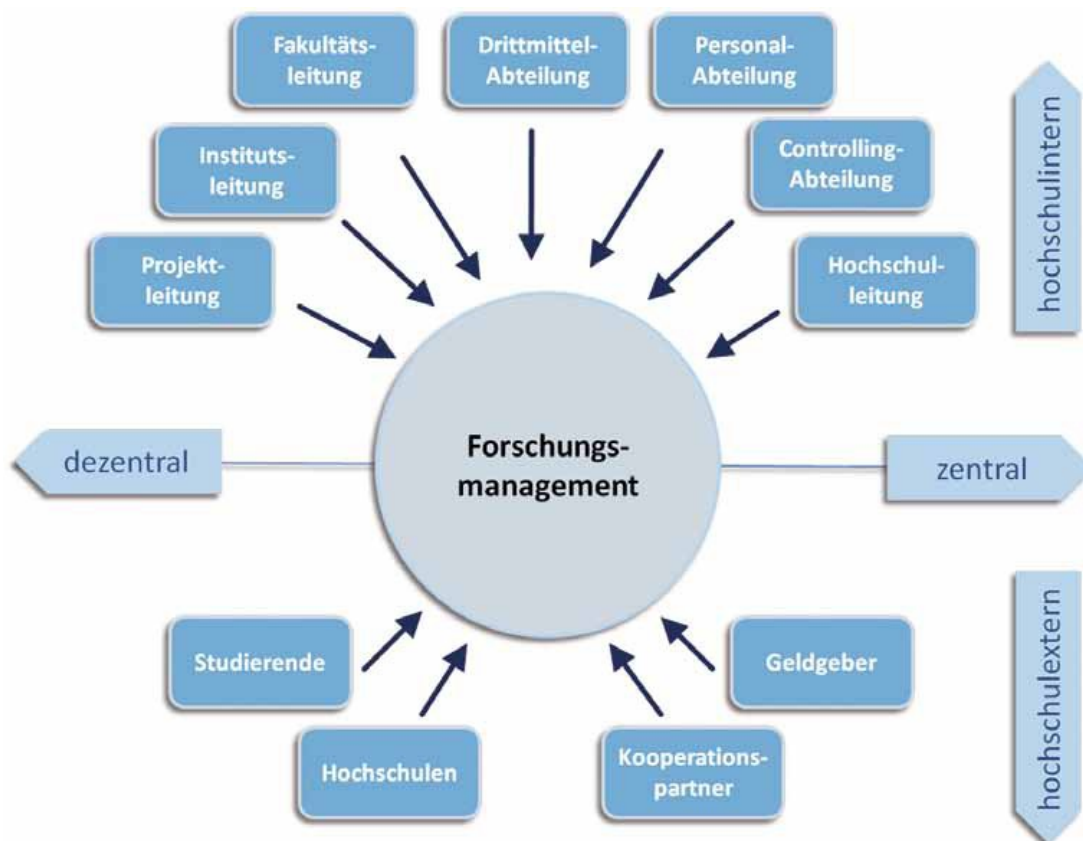 Fakultäts-
leitung
Drittmittel-
Abteilung
Personal-
Abteilung
Instituts-
leitung
Controlling-
Abteilung
Projekt-
leitung
Hochschul
leitung
hochschulintern
dezentral
Forschungs-
management
zentral
Studierende
Geldgeber
Hochschulen
Kooperations-
partner
hochschulextern